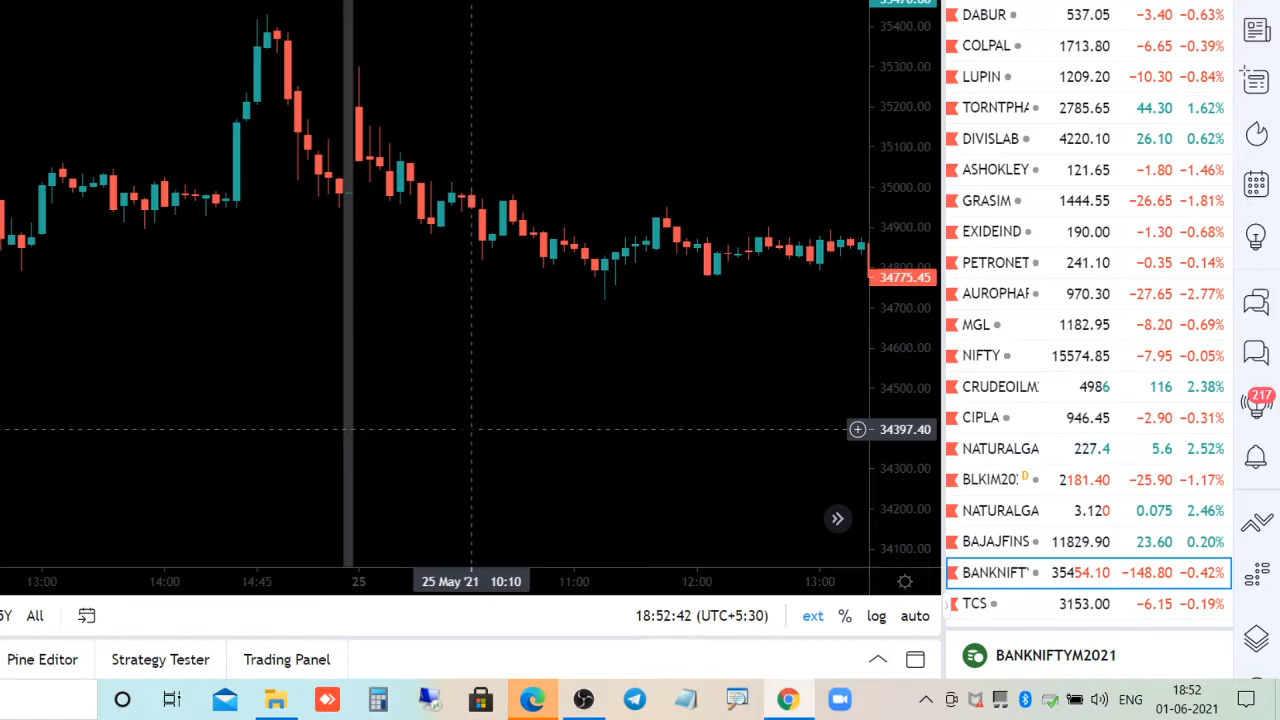 35470.00
35400.00
35300.00
35200.00
35100.00
35000.00
34900.00
34800.00
34775.45
34700.00
34600.00
34500.00
34397.40
34300.00
34200.00
34100.00
13:00 14:00 14:45 25 25 May '21 10:10 11:00 12:00 13:00
5Y All 18:52:42 (UTC+5:30) ext % log auto
Pine Editor Strategy Tester Trading Panel
DABUR 537.05 −3.40 −0.63%
COLPAL 1713.80 −6.65 −0.39%
LUPIN 1209.20 −10.30 −0.84%
TORNTPHA 2785.65 44.30 1.62%
DIVISLAB 4220.10 26.10 0.62%
ASHOKLEY 121.65 −1.80 −1.46%
GRASIM 1444.55 −26.65 −1.81%
EXIDEIND 190.00 −1.30 −0.68%
PETRONET 241.10 −0.35 −0.14%
AUROPHAR 970.30 −27.65 −2.77%
MGL 1182.95 −8.20 −0.69%
NIFTY 15574.85 −7.95 −0.05%
CRUDEOILM 4986 116 2.38%
CIPLA 946.45 −2.90 −0.31%
NATURALGA 227.4 5.6 2.52%
BLKIM20 D 2181.40 −25.90 −1.17%
NATURALGA 3.120 0.075 2.46%
BAJAJFINS 11829.90 23.60 0.20%
BANKNIFTY 35454.10 −148.80 −0.42%
TCS 3153.00 −6.15 −0.19%
BANKNIFTYM2021
217
ENG 18:52
01-06-2021